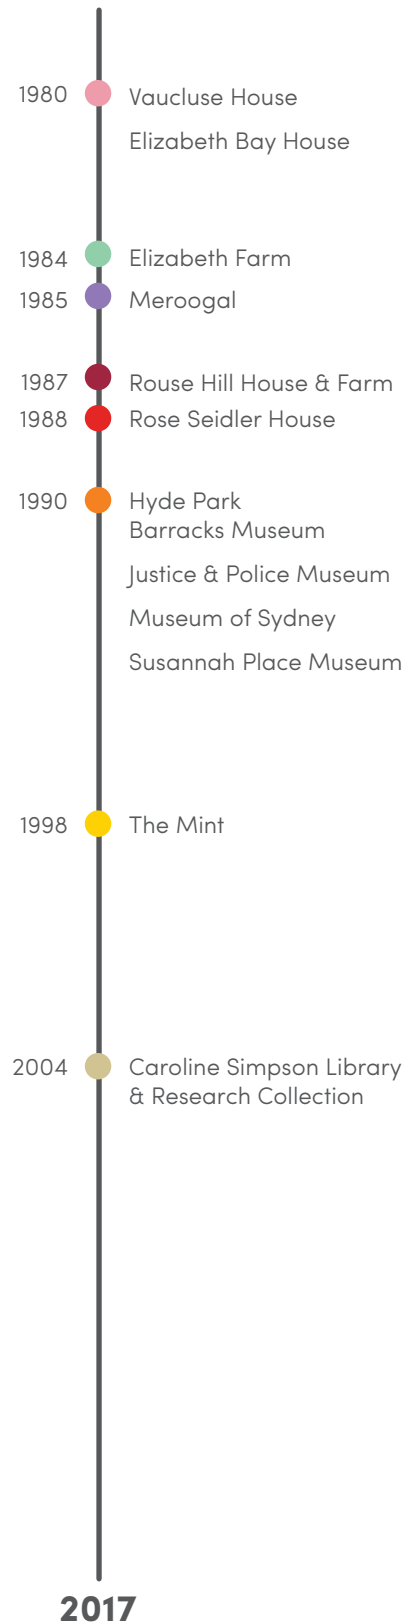 1980 Vaucluse House
Elizabeth Bay House
1984 Elizabeth Farm
1985 Meroogal
1987 Rouse Hill House & Farm
1988 Rose Seidler House
1990 Hyde Park
Barracks Museum
Justice & Police Museum
Museum of Sydney
Susannah Place Museum
1998 The Mint
2004 Caroline Simpson Library
& Research Collection
2017